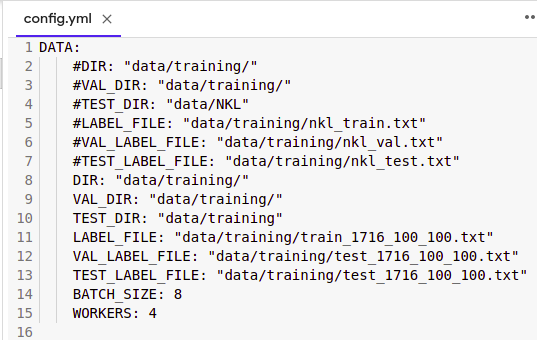 config.yml ×
1 DATA:
2 #DIR: "data/training/"
3 #VAL_DIR: "data/training/"
4 #TEST_DIR: "data/NKL"
5 #LABEL_FILE: "data/training/nkl_train.txt"
6 #VAL_LABEL_FILE: "data/training/nkl_val.txt"
7 #TEST_LABEL_FILE: "data/training/nkl_test.txt"
8 DIR: "data/training/"
9 VAL_DIR: "data/training/"
10 TEST_DIR: "data/training"
11 LABEL_FILE: "data/training/train_1716_100_100.txt"
12 VAL_LABEL_FILE: "data/training/test_1716_100_100.txt"
13 TEST_LABEL_FILE: "data/training/test_1716_100_100.txt"
14 BATCH_SIZE: 8
15 WORKERS: 4
16